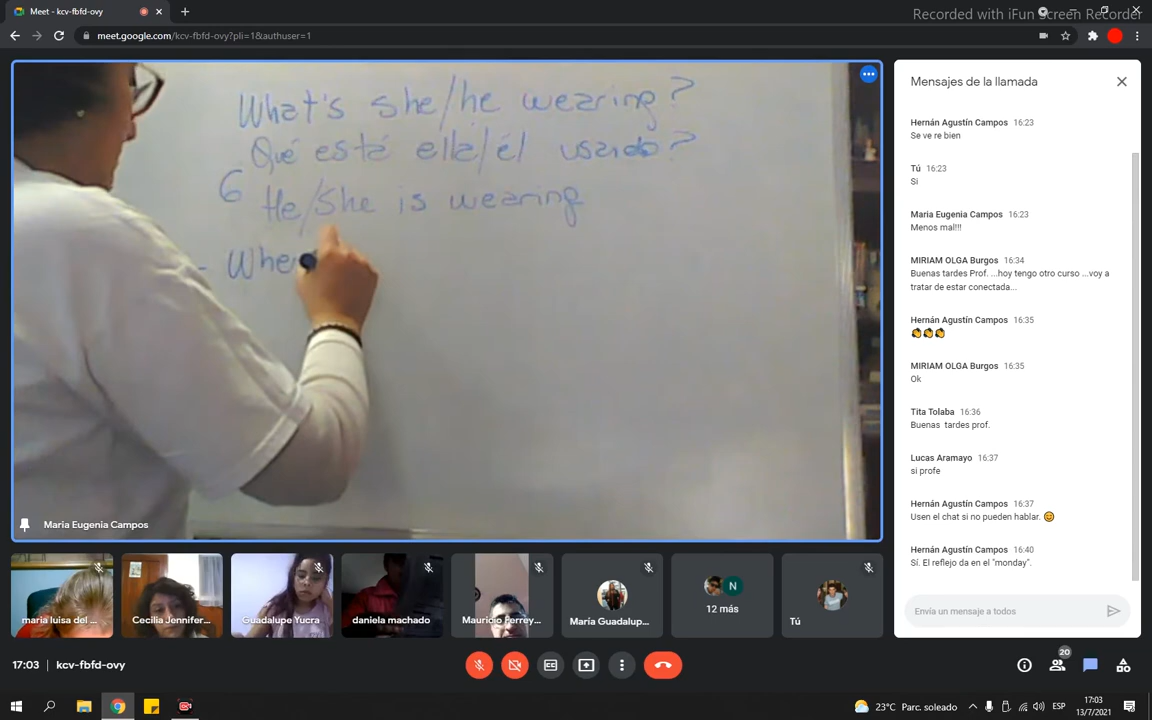 Meet - kcv-fbfd-ovy
Recorded with iFun Screen Recorder
meet.google.com/kcv-fbfd-ovy?pli=1&authuser=1
What's she/he wearing?
Qué está ella/él usando?
6 He/She is wearing
- Whe
Maria Eugenia Campos
maria luisa del ...
Cecilia Jennifer...
Guadalupe Yucra
daniela machado
Mauricio Ferrey...
María Guadalup...
N
12 más
Tú
Mensajes de la llamada
Hernán Agustín Campos 16:23
Se ve re bien
Tú 16:23
Si
Maria Eugenia Campos 16:23
Menos mal!!!
MIRIAM OLGA Burgos 16:34
Buenas tardes Prof. ...hoy tengo otro curso ...voy a
tratar de estar conectada...
Hernán Agustín Campos 16:35
MIRIAM OLGA Burgos 16:35
Ok
Tita Tolaba 16:36
Buenas tardes prof.
Lucas Aramayo 16:37
si profe
Hernán Agustín Campos 16:37
Usen el chat si no pueden hablar.
Hernán Agustín Campos 16:40
Sí. El reflejo da en el "monday".
Envía un mensaje a todos
17:03 | kcv-fbfd-ovy
20
23°C Parc. soleado
ESP
17:03
13/7/2021